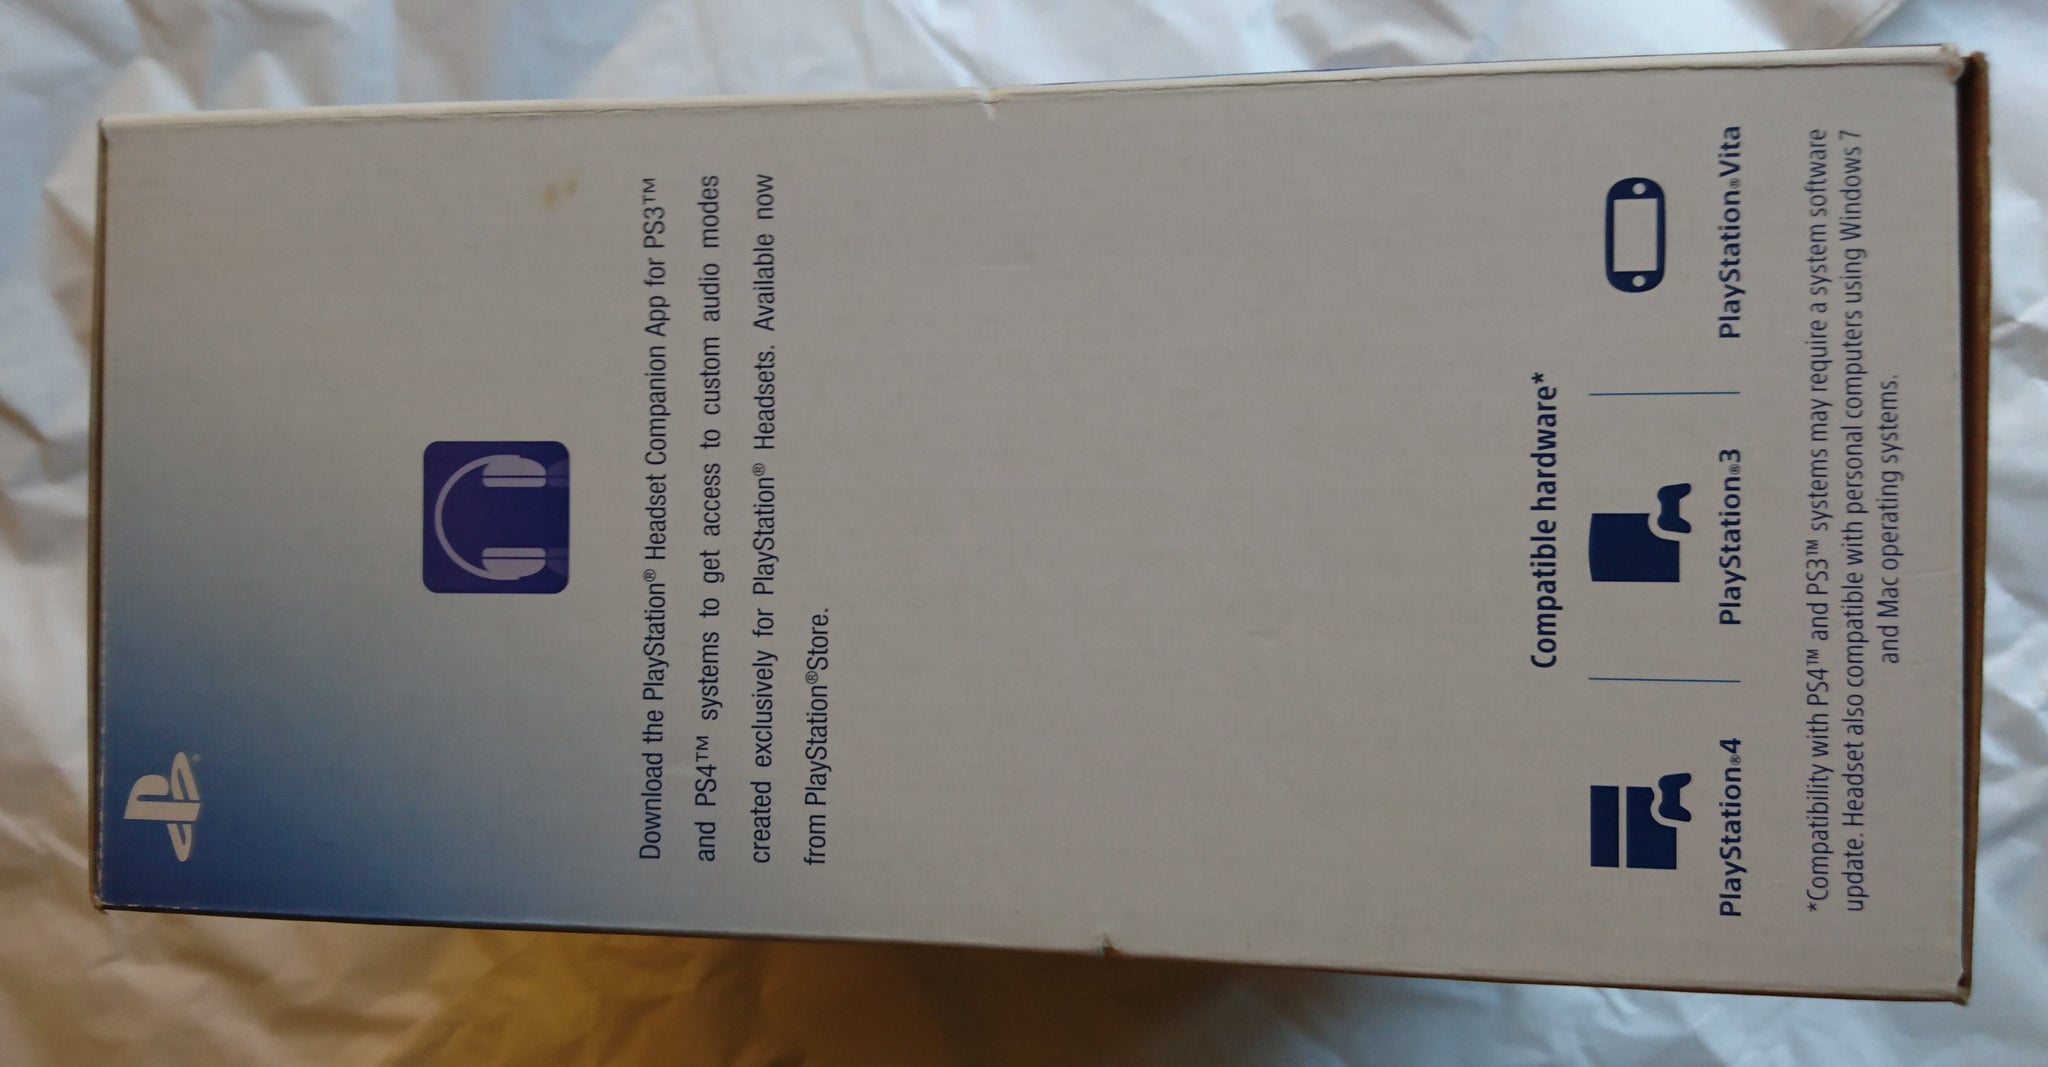 Download the PlayStation® Headset Companion App for PS3™
and PS4™ systems to get access to custom audio modes
created exclusively for PlayStation® Headsets. Available now
from PlayStation®Store.
Compatible hardware*
PlayStation®4
PlayStation®3
PlayStation®Vita
*Compatibility with PS4™ and PS3™ systems may require a system software
update. Headset also compatible with personal computers using Windows 7
and Mac operating systems.